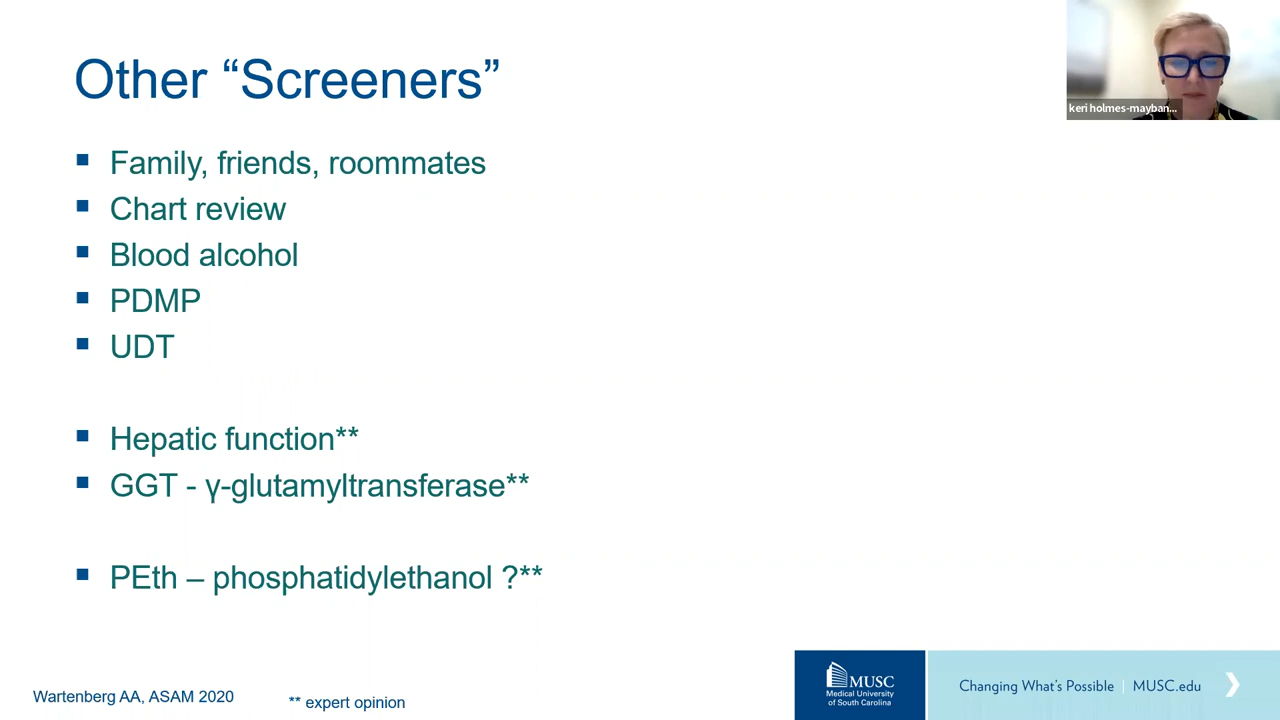 Other “Screeners”
keri holmes-mayban...
▪ Family, friends, roommates
▪ Chart review
▪ Blood alcohol
▪ PDMP
▪ UDT
▪ Hepatic function**
▪ GGT - γ-glutamyltransferase**
▪ PEth – phosphatidylethanol ?**
Wartenberg AA, ASAM 2020
** expert opinion
MUSC
Medical University
of South Carolina
Changing What’s Possible | MUSC.edu